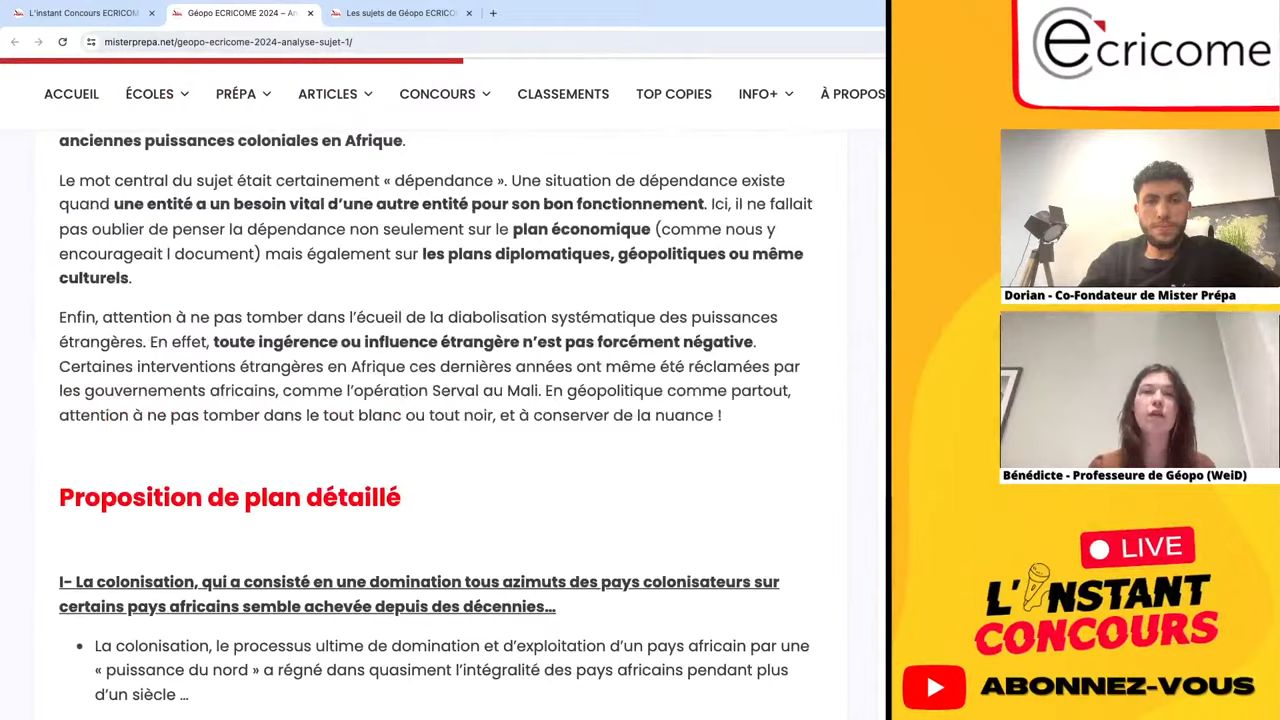 L'instant Concours ECRICOM
Géopo ECRICOME 2024 – An
Les sujets de Géopo ECRICO
misterprepa.net/geopo-ecricome-2024-analyse-sujet-1/
ACCUEIL ÉCOLES PRÉPA ARTICLES CONCOURS CLASSEMENTS TOP COPIES INFO+ À PROPOS
anciennes puissances coloniales en Afrique.
Le mot central du sujet était certainement « dépendance ». Une situation de dépendance existe
quand une entité a un besoin vital d'une autre entité pour son bon fonctionnement. Ici, il ne fallait
pas oublier de penser la dépendance non seulement sur le plan économique (comme nous y
encourageait l document) mais également sur les plans diplomatiques, géopolitiques ou même
culturels.
Enfin, attention à ne pas tomber dans l'écueil de la diabolisation systématique des puissances
étrangères. En effet, toute ingérence ou influence étrangère n'est pas forcément négative.
Certaines interventions étrangères en Afrique ces dernières années ont même été réclamées par
les gouvernements africains, comme l'opération Serval au Mali. En géopolitique comme partout,
attention à ne pas tomber dans le tout blanc ou tout noir, et à conserver de la nuance !
Proposition de plan détaillé
I- La colonisation, qui a consisté en une domination tous azimuts des pays colonisateurs sur
certains pays africains semble achevée depuis des décennies...
• La colonisation, le processus ultime de domination et d'exploitation d'un pays africain par une
« puissance du nord » a régné dans quasiment l'intégralité des pays africains pendant plus
d'un siècle ...
ecricome
Dorian - Co-Fondateur de Mister Prépa
Bénédicte - Professeure de Géopo (WeiD)
LIVE
L'INSTANT
CONCOURS
ABONNEZ-VOUS